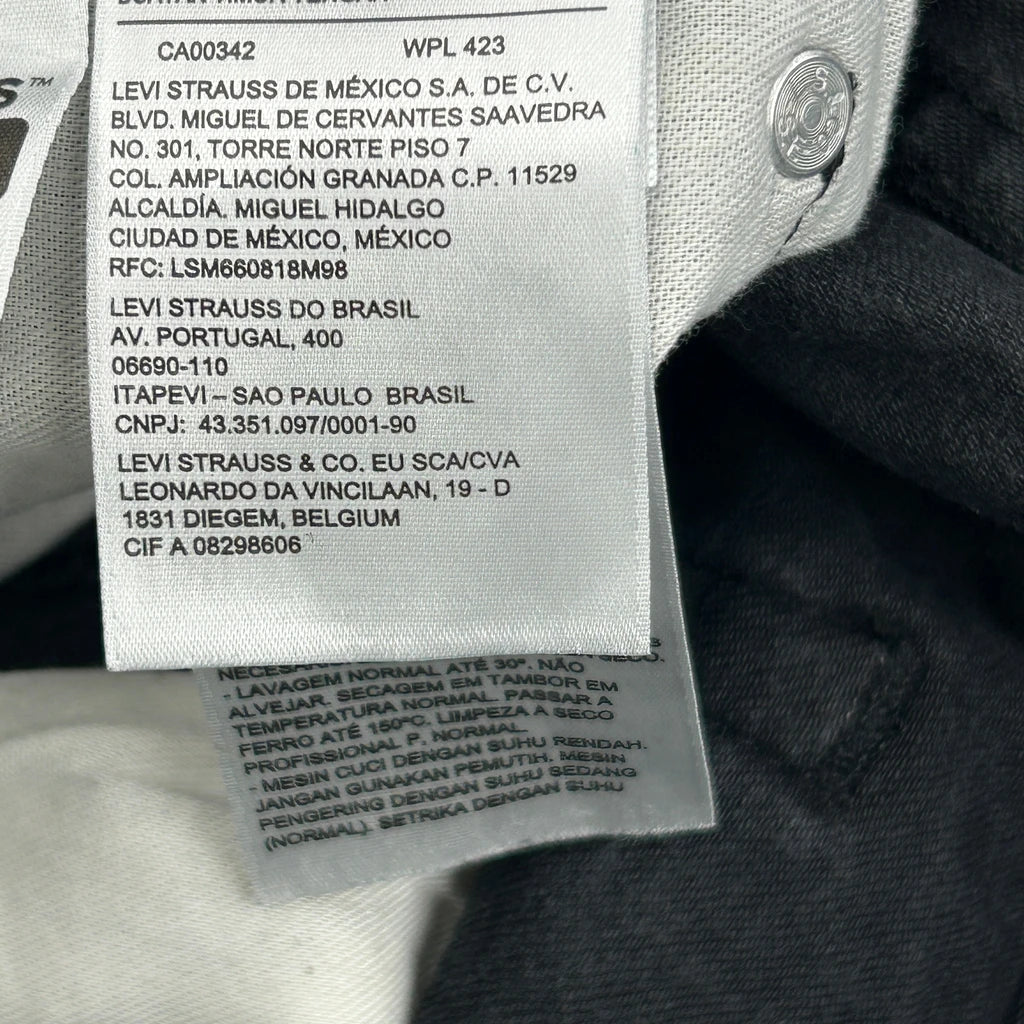 CA00342 WPL 423
LEVI STRAUSS DE MÉXICO S.A. DE C.V.
BLVD. MIGUEL DE CERVANTES SAAVEDRA
NO. 301, TORRE NORTE PISO 7
COL. AMPLIACIÓN GRANADA C.P. 11529
ALCALDÍA. MIGUEL HIDALGO
CIUDAD DE MÉXICO, MÉXICO
RFC: LSM660818M98
LEVI STRAUSS DO BRASIL
AV. PORTUGAL, 400
06690-110
ITAPEVI – SAO PAULO BRASIL
CNPJ: 43.351.097/0001-90
LEVI STRAUSS & CO. EU SCA/CVA
LEONARDO DA VINCILAAN, 19 - D
1831 DIEGEM, BELGIUM
CIF A 08298606
- LAVAGEM NORMAL ATÉ 30º. NÃO
ALVEJAR. SECAGEM EM TAMBOR EM
TEMPERATURA NORMAL. PASSAR A
FERRO ATÉ 150ºC. LIMPEZA A SECO
PROFISSIONAL P. NORMAL.
- MESIN CUCI DENGAN SUHU RENDAH.
JANGAN GUNAKAN PEMUTIH. MESIN
PENGERING DENGAN SUHU SEDANG
(NORMAL). SETRIKA DENGAN SUHU